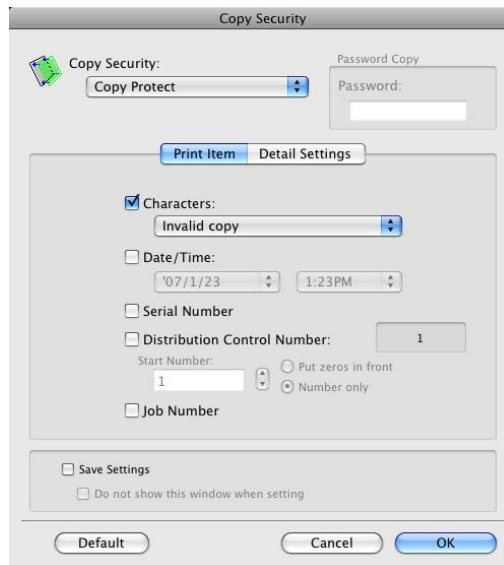 Copy Security
Copy Security:
Copy Protect
Password Copy
Password:
Print Item Detail Settings
Characters:
Invalid copy
Date/Time:
'07/1/23 1:23PM
Serial Number
Distribution Control Number: 1
Start Number:
1
Put zeros in front
Number only
Job Number
Save Settings
Do not show this window when setting
Default Cancel OK